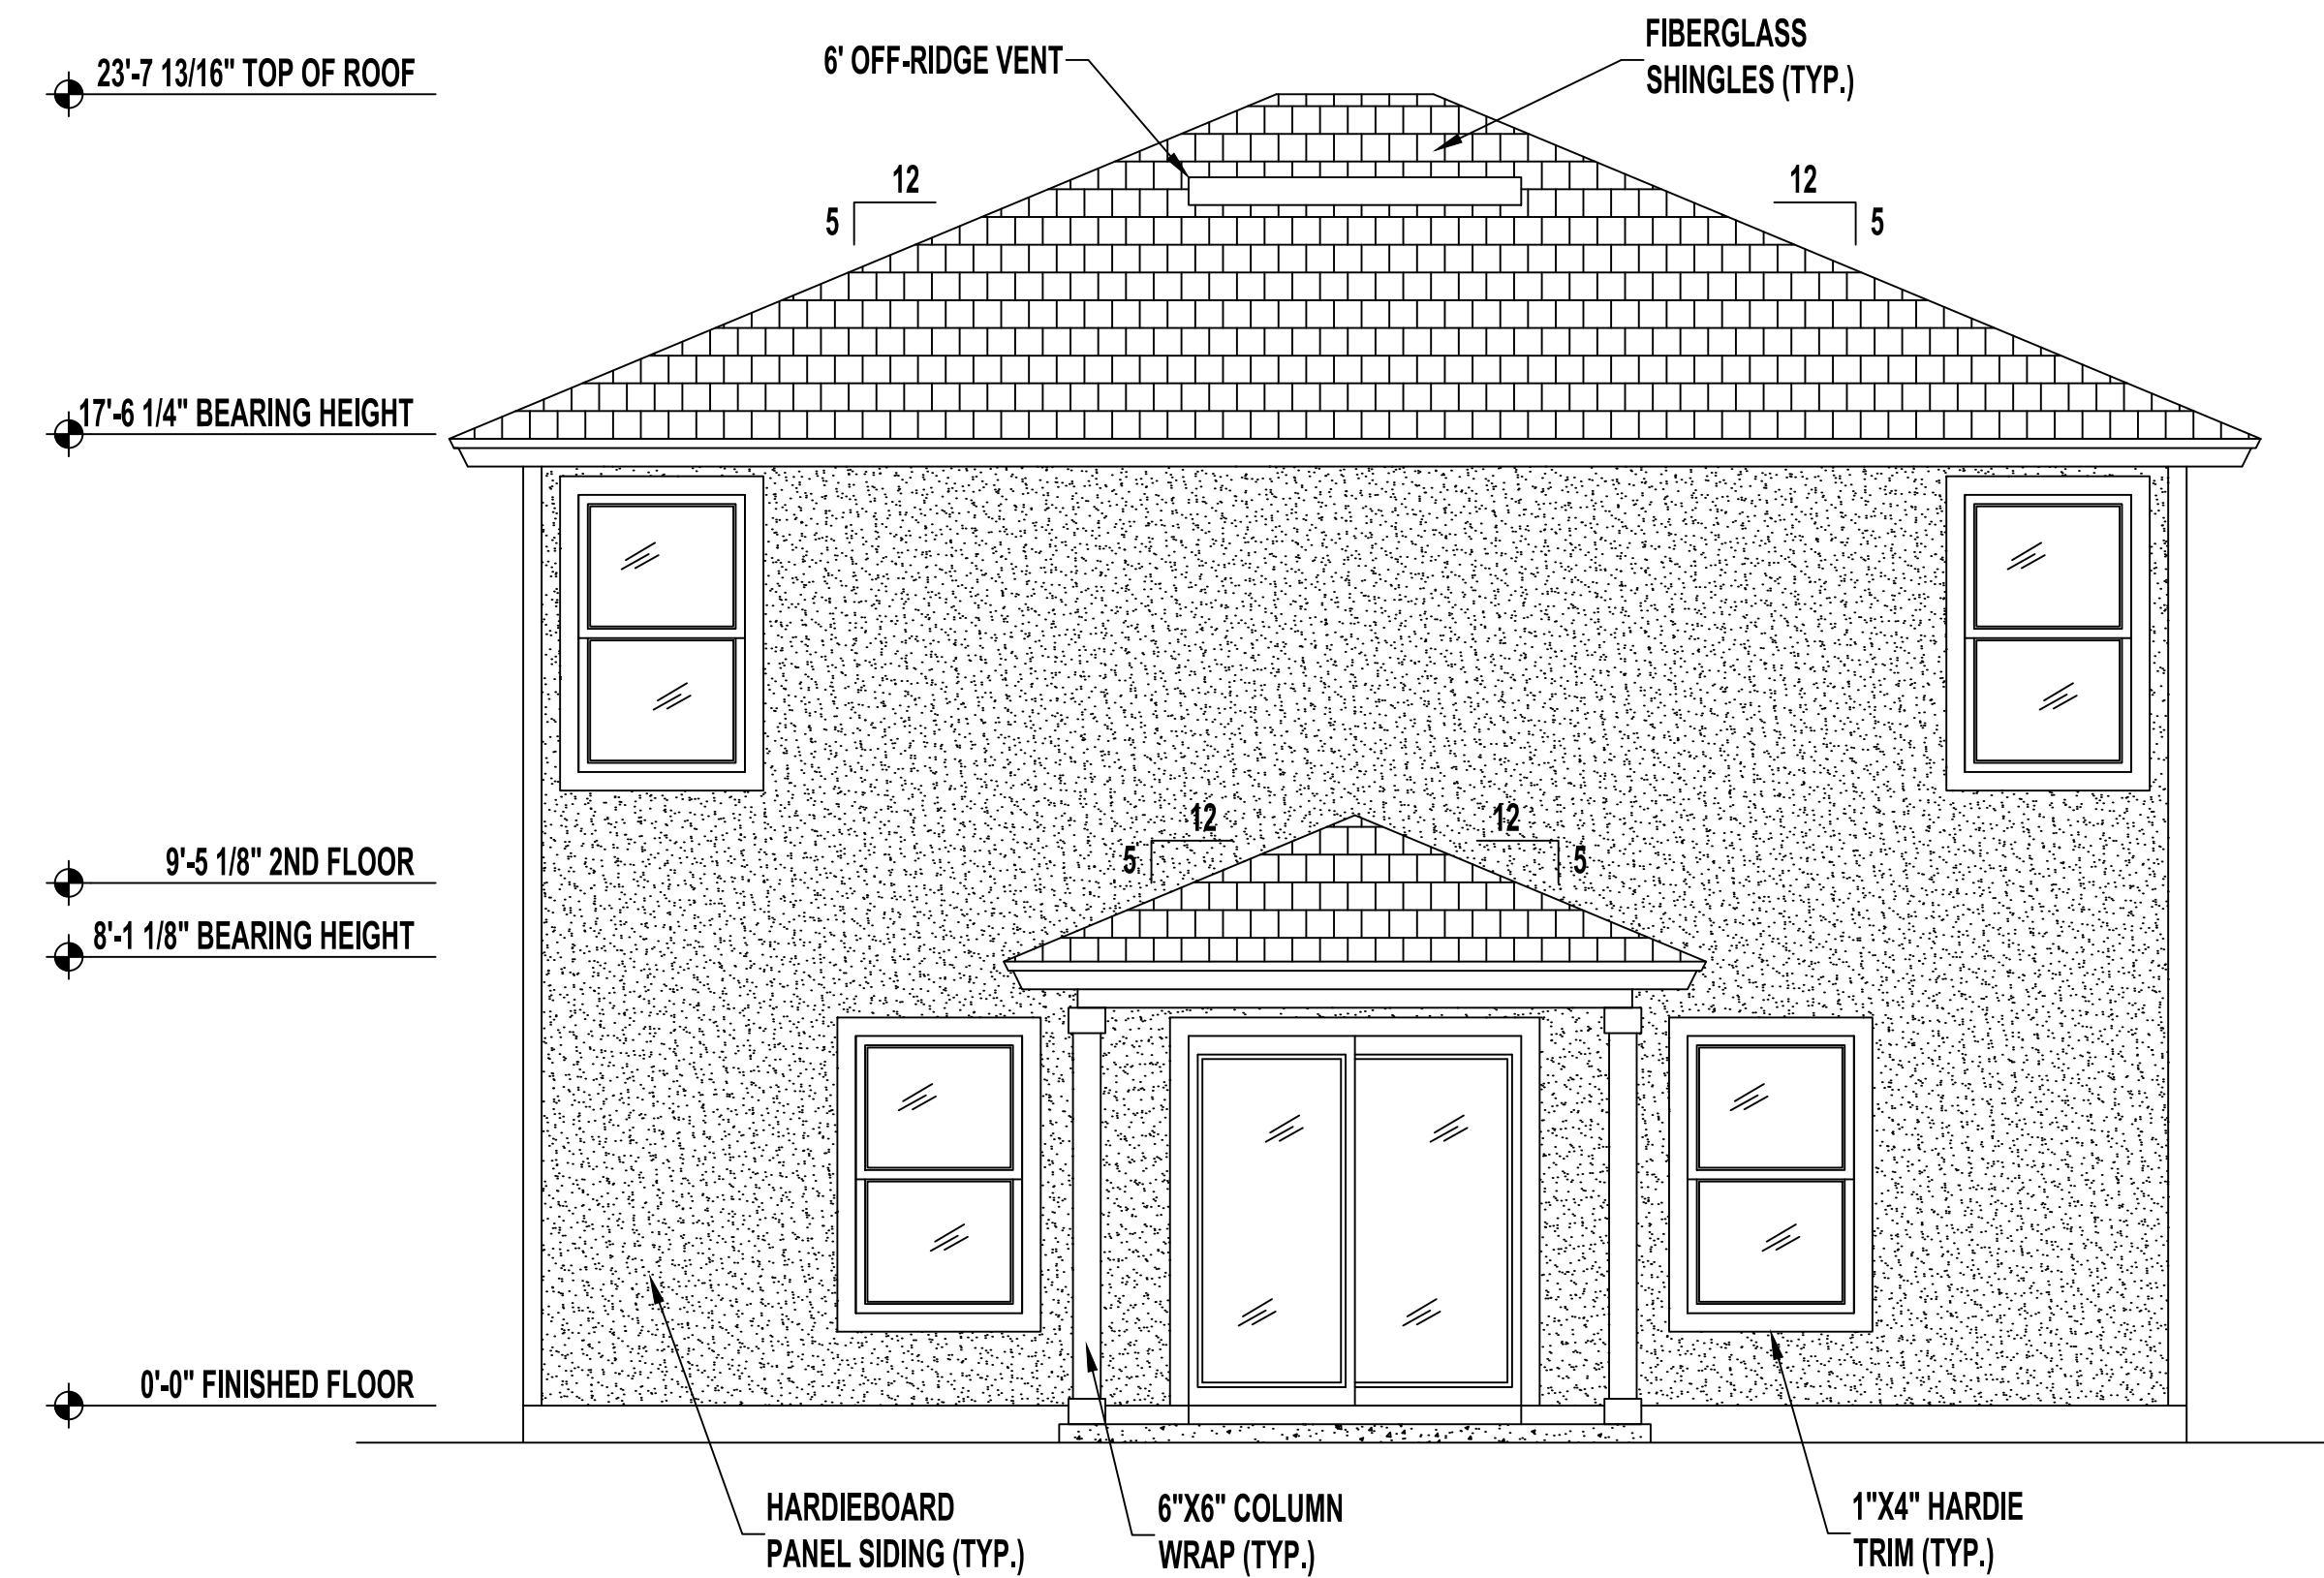 23'-7 13/16" TOP OF ROOF
6' OFF-RIDGE VENT
FIBERGLASS
SHINGLES (TYP.)
12
5
12
5
17'-6 1/4" BEARING HEIGHT
12
5
12
5
9'-5 1/8" 2ND FLOOR
8'-1 1/8" BEARING HEIGHT
0'-0" FINISHED FLOOR
HARDIEBOARD
PANEL SIDING (TYP.)
6"X6" COLUMN
WRAP (TYP.)
1"X4" HARDIE
TRIM (TYP.)